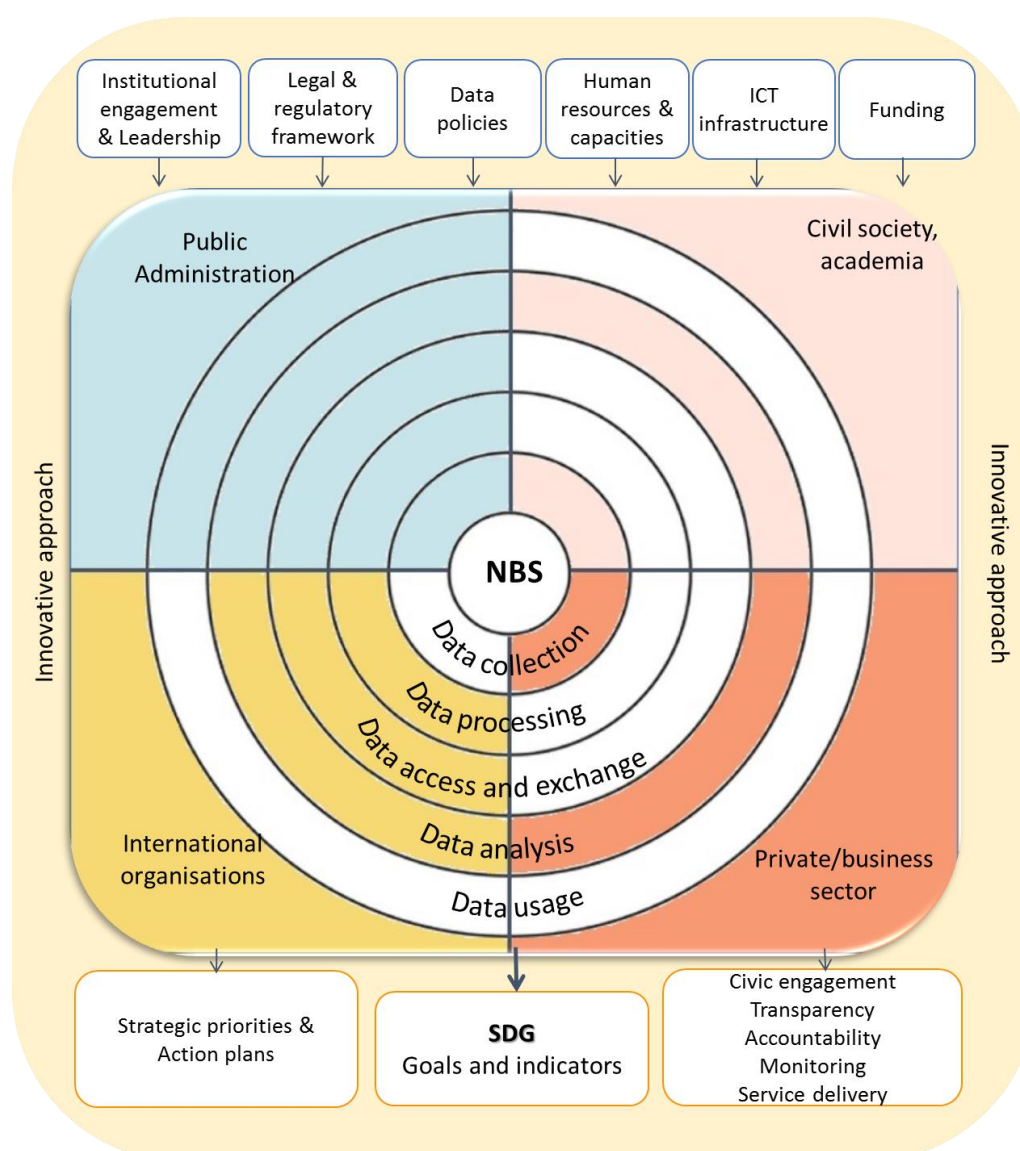 Institutional
engagement
& Leadership
Legal &
regulatory
framework
Data
policies
Human
resources &
capacities
ICT
infrastructure
Funding
Public
Administration
Civil society,
academia
Innovative approach
Innovative approach
NBS
Data collection
Data processing
Data access and exchange
Data analysis
Data usage
International
organisations
Private/business
sector
Strategic priorities &
Action plans
SDG
Goals and indicators
Civic engagement
Transparency
Accountability
Monitoring
Service delivery